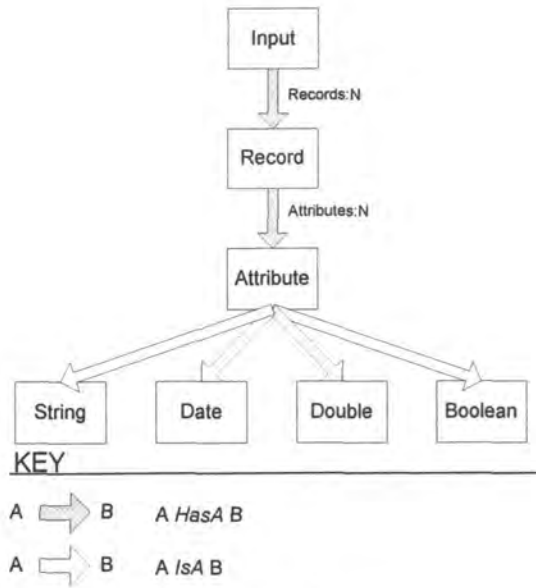 Input
Records:N
Record
Attributes:N
Attribute
String Date Double Boolean
KEY
A B A HasA B
A B A IsA B